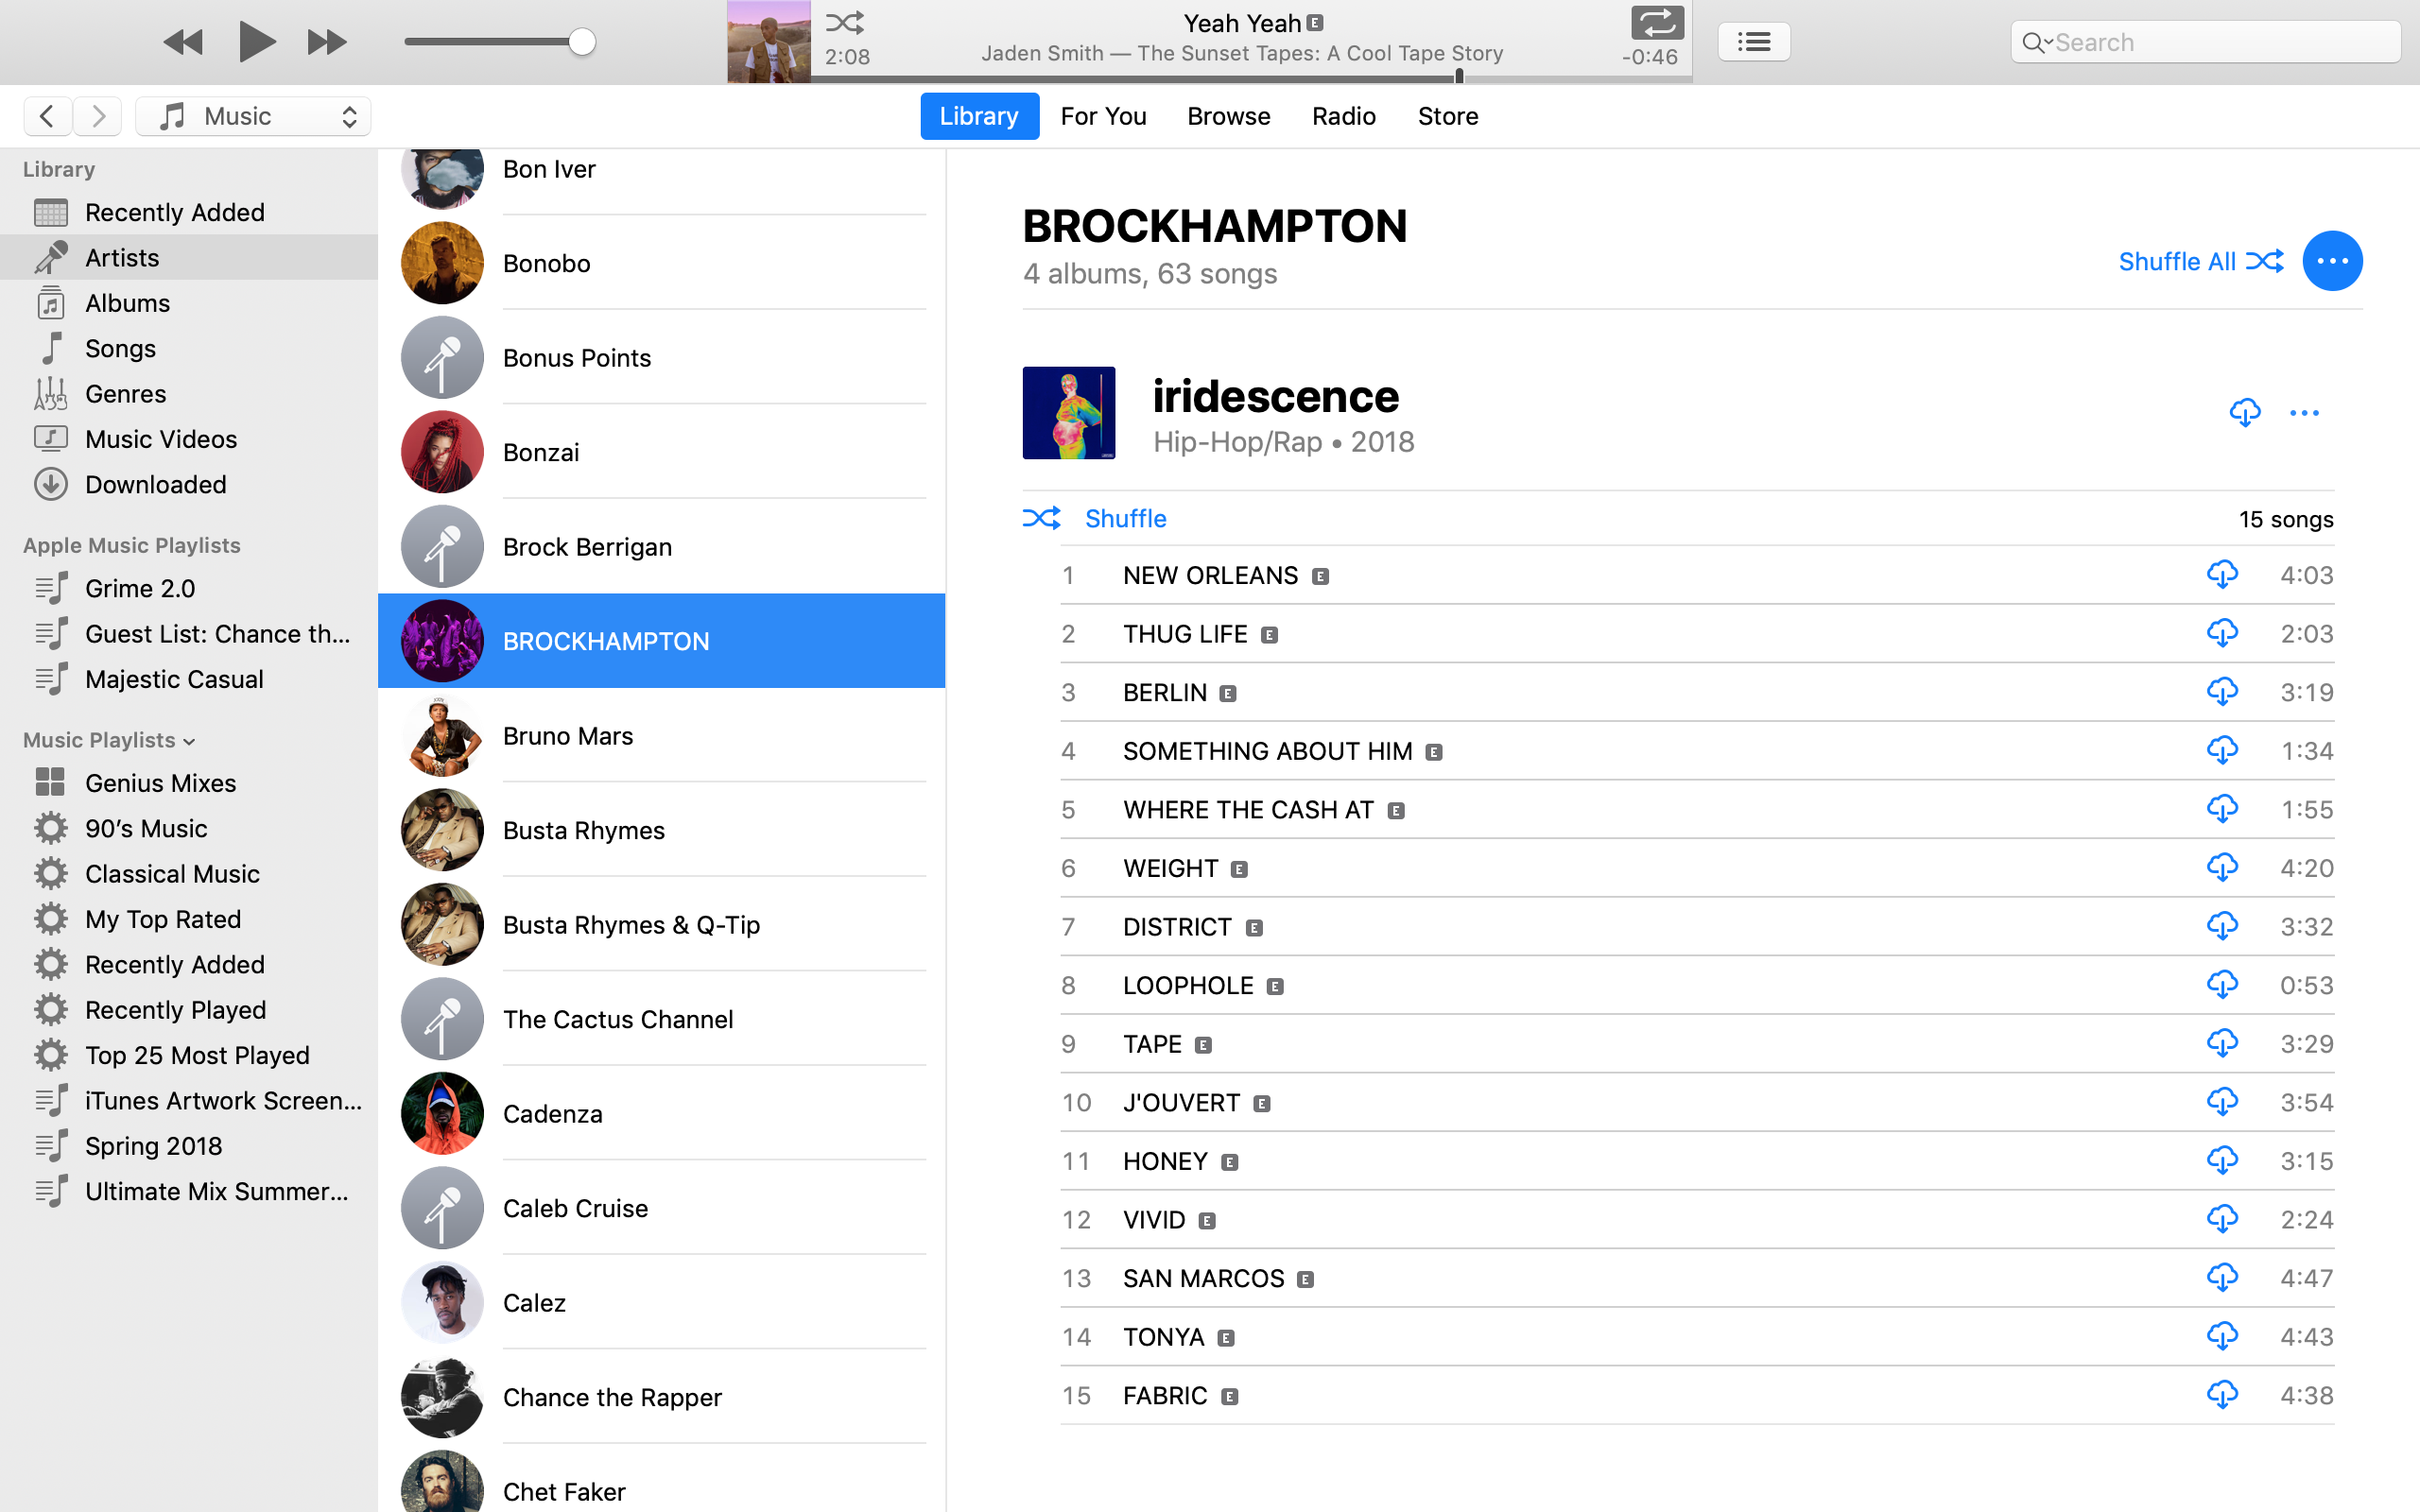 Yeah Yeah E
2:08
Jaden Smith — The Sunset Tapes: A Cool Tape Story
-0:46
Search
Music
Library
For You
Browse
Radio
Store
Library
Recently Added
Artists
Albums
Songs
Genres
Music Videos
Downloaded
Apple Music Playlists
Grime 2.0
Guest List: Chance th...
Majestic Casual
Music Playlists
Genius Mixes
90’s Music
Classical Music
My Top Rated
Recently Added
Recently Played
Top 25 Most Played
iTunes Artwork Screen...
Spring 2018
Ultimate Mix Summer...
Bon Iver
Bonobo
Bonus Points
Bonzai
Brock Berrigan
BROCKHAMPTON
Bruno Mars
Busta Rhymes
Busta Rhymes & Q-Tip
The Cactus Channel
Cadenza
Caleb Cruise
Calez
Chance the Rapper
Chet Faker
BROCKHAMPTON
4 albums, 63 songs
Shuffle All
iridescence
Hip-Hop/Rap • 2018
Shuffle
15 songs
1 NEW ORLEANS E 4:03
2 THUG LIFE E 2:03
3 BERLIN E 3:19
4 SOMETHING ABOUT HIM E 1:34
5 WHERE THE CASH AT E 1:55
6 WEIGHT E 4:20
7 DISTRICT E 3:32
8 LOOPHOLE E 0:53
9 TAPE E 3:29
10 J'OUVERT E 3:54
11 HONEY E 3:15
12 VIVID E 2:24
13 SAN MARCOS E 4:47
14 TONYA E 4:43
15 FABRIC E 4:38